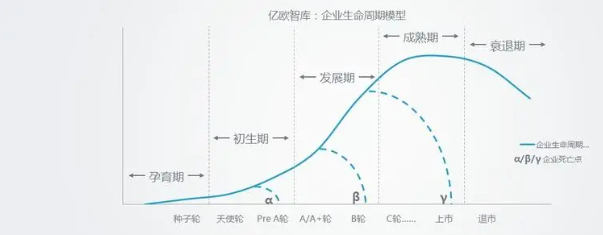 亿欧智库：企业生命周期模型
成熟期
衰退期
发展期
初生期
孕育期
企业生命周期...
α/β/γ 企业死亡点
α
β
γ
种子轮 天使轮 Pre A轮 A/A+轮 B轮 C轮...... 上市 退市